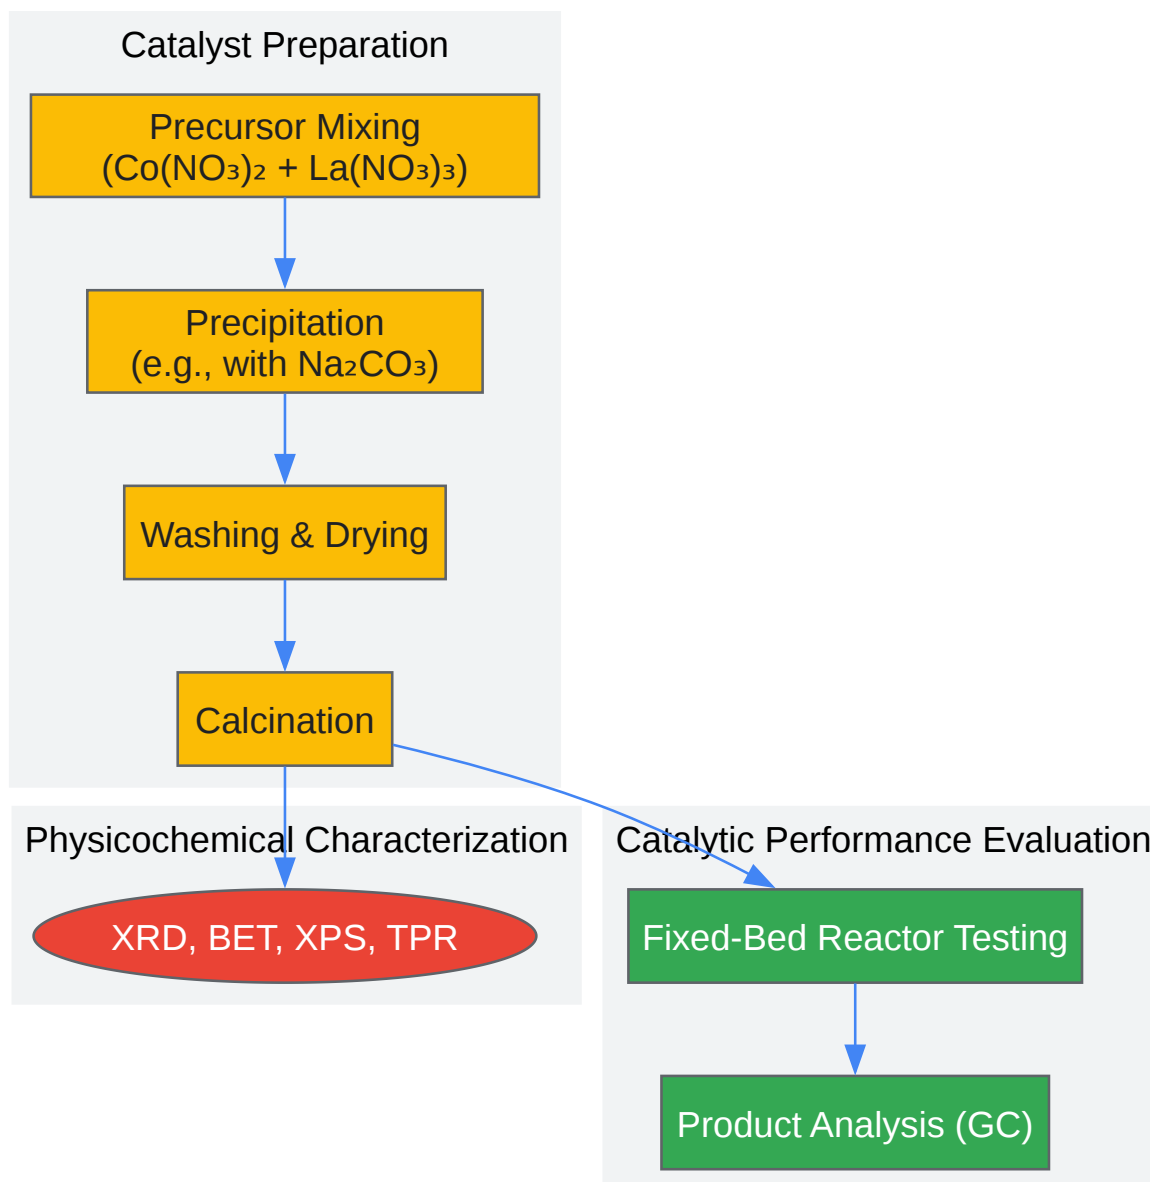 Catalyst Preparation
Precursor Mixing
(Co(NO₃)₂ + La(NO₃)₃)
Precipitation
(e.g., with Na₂CO₃)
Washing & Drying
Calcination
Physicochemical Characterization
XRD, BET, XPS, TPR
Catalytic Performance Evaluation
Fixed-Bed Reactor Testing
Product Analysis (GC)